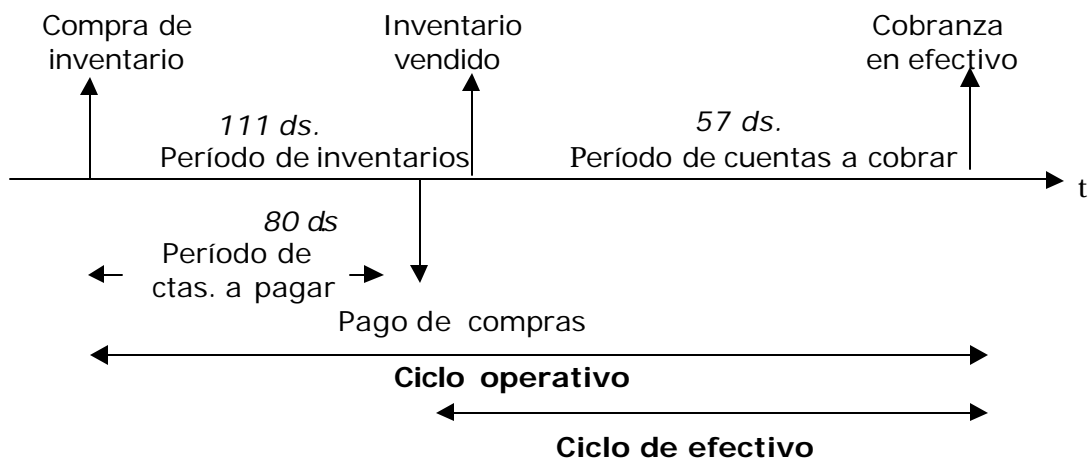 Compra de
inventario
Inventario
vendido
Cobranza
en efectivo
111 ds.
Período de inventarios
57 ds.
Período de cuentas a cobrar
t
80 ds
Período de
ctas. a pagar
Pago de compras
Ciclo operativo
Ciclo de efectivo